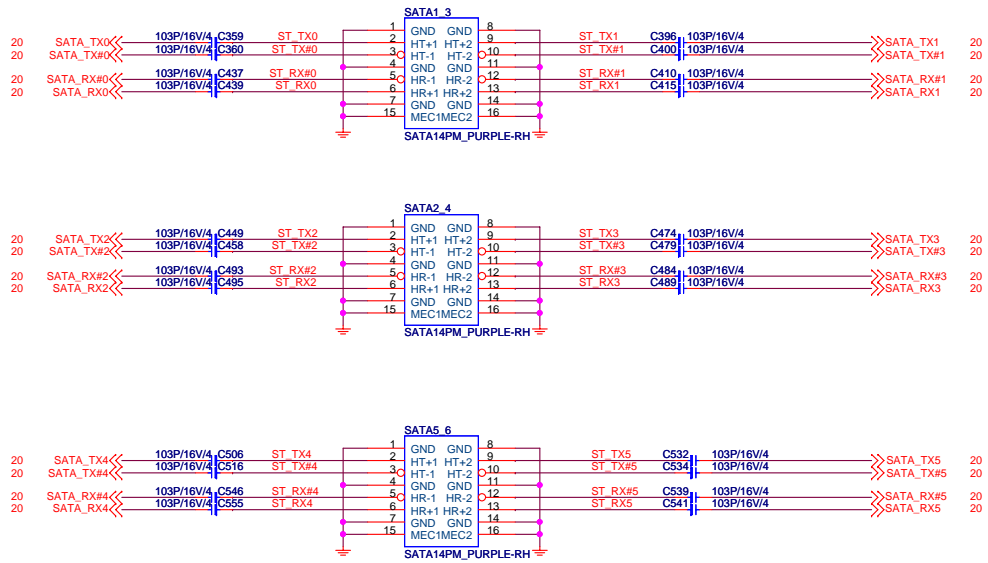 SATA1_3
1 GND GND 8
20 SATA_TX0 103P/16V/4 C359 ST_TX0 2 HT+1 HT+2 9 ST_TX1 C396 103P/16V/4 SATA_TX1 20
20 SATA_TX#0 103P/16V/4 C360 ST_TX#0 3 HT-1 HT-2 10 ST_TX#1 C400 103P/16V/4 SATA_TX#1 20
4 GND GND 11
20 SATA_RX#0 103P/16V/4 C437 ST_RX#0 5 HR-1 HR-2 12 ST_RX#1 C410 103P/16V/4 SATA_RX#1 20
20 SATA_RX0 103P/16V/4 C439 ST_RX0 6 HR+1 HR+2 13 ST_RX1 C415 103P/16V/4 SATA_RX1 20
7 GND GND 14
15 MEC1MEC2 16
SATA14PM_PURPLE-RH
SATA2_4
1 GND GND 8
20 SATA_TX2 103P/16V/4 C449 ST_TX2 2 HT+1 HT+2 9 ST_TX3 C474 103P/16V/4 SATA_TX3 20
20 SATA_TX#2 103P/16V/4 C458 ST_TX#2 3 HT-1 HT-2 10 ST_TX#3 C479 103P/16V/4 SATA_TX#3 20
4 GND GND 11
20 SATA_RX#2 103P/16V/4 C493 ST_RX#2 5 HR-1 HR-2 12 ST_RX#3 C484 103P/16V/4 SATA_RX#3 20
20 SATA_RX2 103P/16V/4 C495 ST_RX2 6 HR+1 HR+2 13 ST_RX3 C489 103P/16V/4 SATA_RX3 20
7 GND GND 14
15 MEC1MEC2 16
SATA14PM_PURPLE-RH
SATA5_6
1 GND GND 8
20 SATA_TX4 103P/16V/4 C506 ST_TX4 2 HT+1 HT+2 9 ST_TX5 C532 103P/16V/4 SATA_TX5 20
20 SATA_TX#4 103P/16V/4 C516 ST_TX#4 3 HT-1 HT-2 10 ST_TX#5 C534 103P/16V/4 SATA_TX#5 20
4 GND GND 11
20 SATA_RX#4 103P/16V/4 C546 ST_RX#4 5 HR-1 HR-2 12 ST_RX#5 C539 103P/16V/4 SATA_RX#5 20
20 SATA_RX4 103P/16V/4 C555 ST_RX4 6 HR+1 HR+2 13 ST_RX5 C541 103P/16V/4 SATA_RX5 20
7 GND GND 14
15 MEC1MEC2 16
SATA14PM_PURPLE-RH